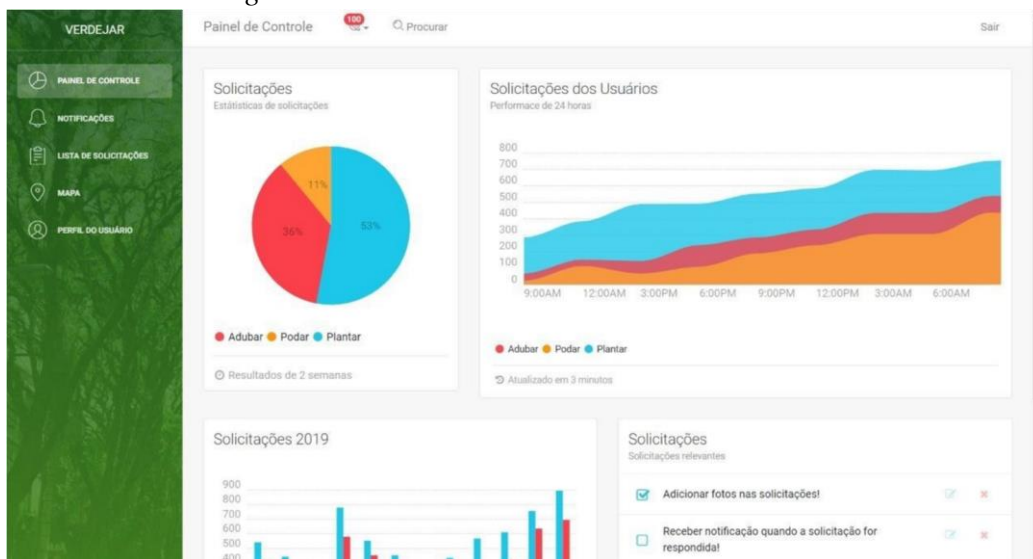 VERDEJAR
PAINEL DE CONTROLE
NOTIFICAÇÕES
LISTA DE SOLICITAÇÕES
MAPA
PERFIL DO USUÁRIO
Painel de Controle
100
Procurar
Sair
Solicitações
Estátisticas de solicitações
11%
36%
53%
Adubar Podar Plantar
Resultados de 2 semanas
Solicitações dos Usuários
Performace de 24 horas
800
700
600
500
400
300
200
100
0
9:00AM 12:00AM 3:00PM 6:00PM 9:00PM 12:00PM 3:00AM 6:00AM
Adubar Podar Plantar
Atualizado em 3 minutos
Solicitações 2019
900
800
700
600
500
400
Solicitações
Solicitações relevantes
Adicionar fotos nas solicitações!
Receber notificação quando a solicitação for
respondida!